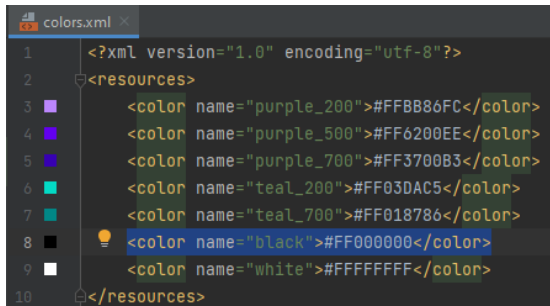 colors.xml
1 <?xml version="1.0" encoding="utf-8"?>
2 <resources>
3 <color name="purple_200">#FFBB86FC</color>
4 <color name="purple_500">#FF6200EE</color>
5 <color name="purple_700">#FF3700B3</color>
6 <color name="teal_200">#FF03DAC5</color>
7 <color name="teal_700">#FF018786</color>
8 <color name="black">#FF000000</color>
9 <color name="white">#FFFFFFFF</color>
10 </resources>